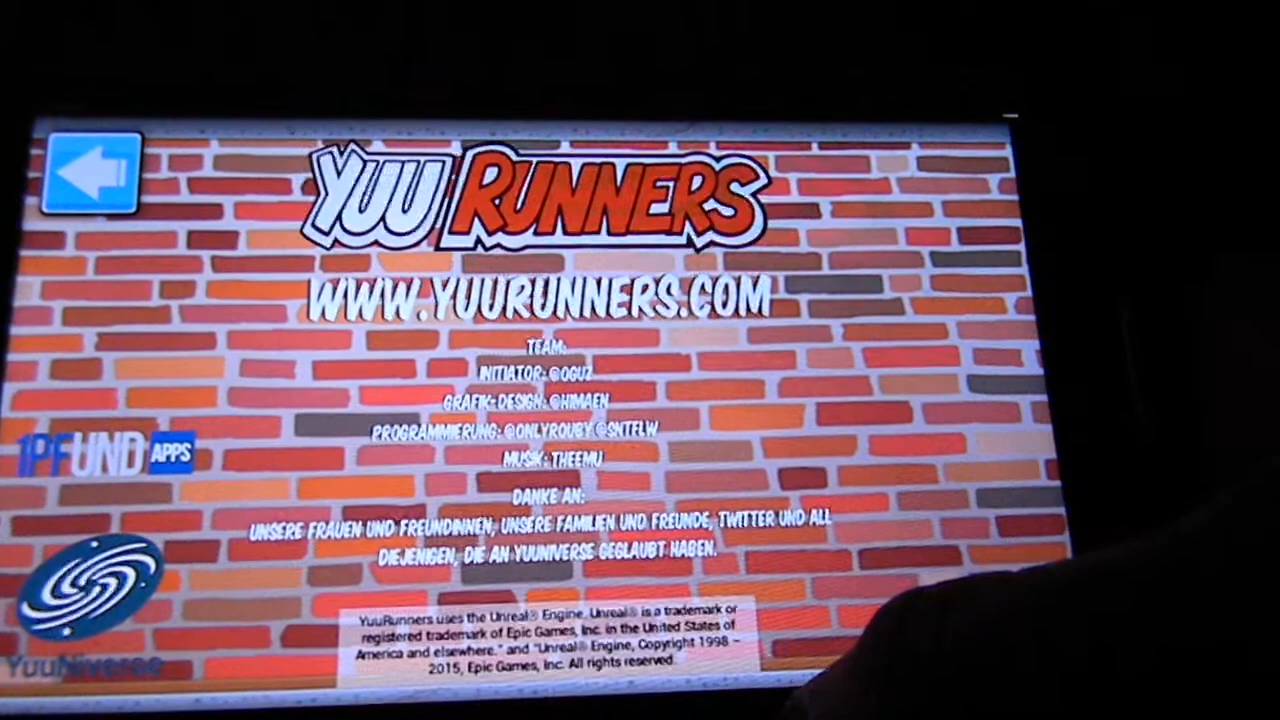 YUU RUNNERS
WWW.YUURUNNERS.COM
TEAM:
INITIATOR: @OGUZ
GRAFIK-DESIGN: @HIMAEN
PROGRAMMIERUNG: @ONLYROUBY @SNTFLW
MUSIK: THEEMU
DANKE AN:
UNSERE FRAUEN UND FREUNDINNEN, UNSERE FAMILIEN UND FREUNDE, TWITTER UND ALL
DIEJENIGEN, DIE AN YUUNIVERSE GEGLAUBT HABEN.
1PFUND APPS
YuuNiverse
YuuRunners uses the Unreal® Engine. Unreal® is a trademark or
registered trademark of Epic Games, Inc. in the United States of
America and elsewhere." and "Unreal® Engine, Copyright 1998 –
2015, Epic Games, Inc. All rights reserved.